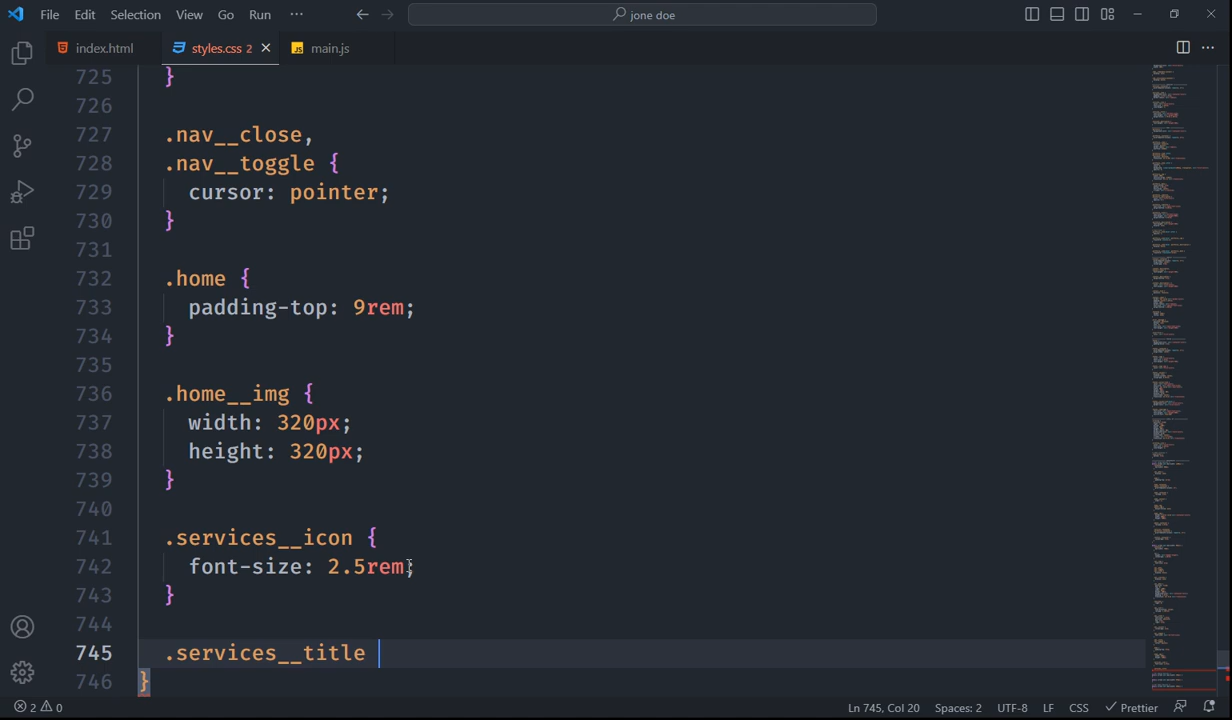 File Edit Selection View Go Run ··· jone doe
index.html styles.css 2 main.js
725 }
726
727 .nav__close,
728 .nav__toggle {
729 cursor: pointer;
730 }
731
732 .home {
733 padding-top: 9rem;
734 }
735
736 .home__img {
737 width: 320px;
738 height: 320px;
739 }
740
741 .services__icon {
742 font-size: 2.5rem;
743 }
744
745 .services__title
746 }
2 0 Ln 745, Col 20 Spaces: 2 UTF-8 LF CSS Prettier